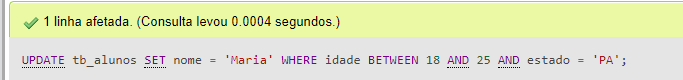 1 linha afetada. (Consulta levou 0.0004 segundos.)
UPDATE tb_alunos SET nome = 'Maria' WHERE idade BETWEEN 18 AND 25 AND estado = 'PA';